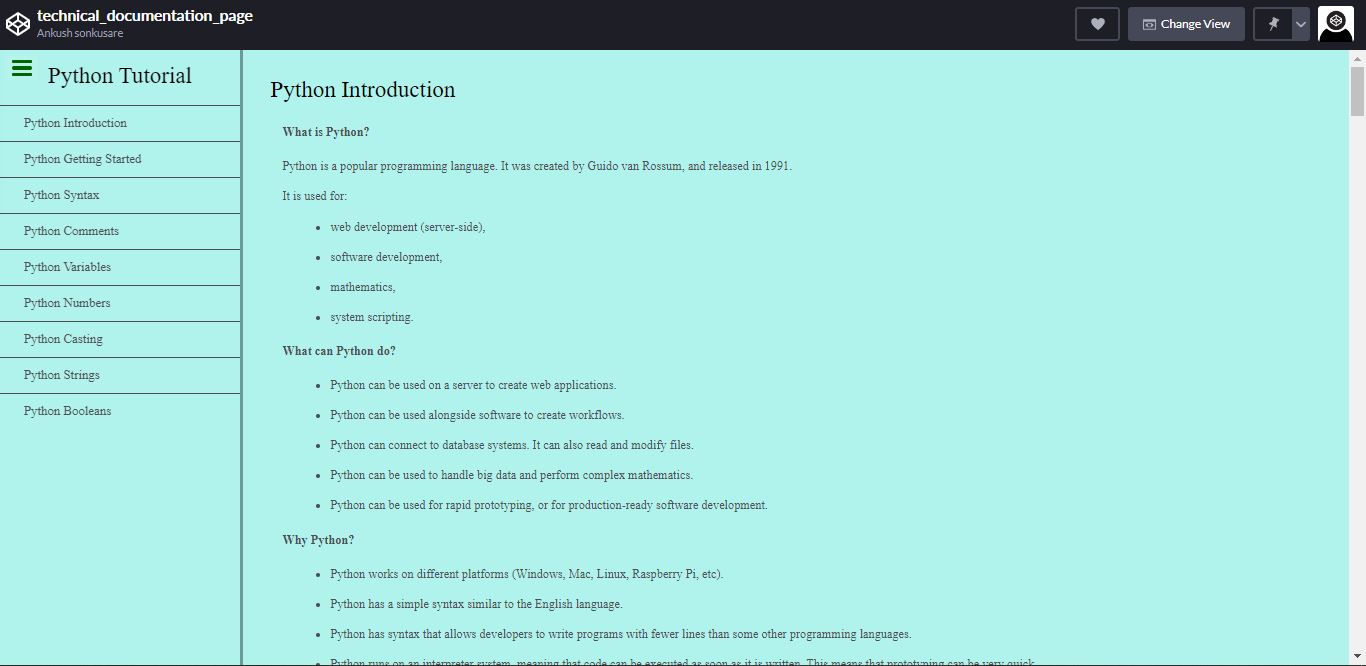 technical_documentation_page
Ankush sonkusare
Change View
Python Tutorial
Python Introduction
Python Getting Started
Python Syntax
Python Comments
Python Variables
Python Numbers
Python Casting
Python Strings
Python Booleans
Python Introduction
What is Python?
Python is a popular programming language. It was created by Guido van Rossum, and released in 1991.
It is used for:
web development (server-side),
software development,
mathematics,
system scripting.
What can Python do?
Python can be used on a server to create web applications.
Python can be used alongside software to create workflows.
Python can connect to database systems. It can also read and modify files.
Python can be used to handle big data and perform complex mathematics.
Python can be used for rapid prototyping, or for production-ready software development.
Why Python?
Python works on different platforms (Windows, Mac, Linux, Raspberry Pi, etc).
Python has a simple syntax similar to the English language.
Python has syntax that allows developers to write programs with fewer lines than some other programming languages.
Python runs on an interpreter system, meaning that code can be executed as soon as it is written. This means that prototyping can be very quick.